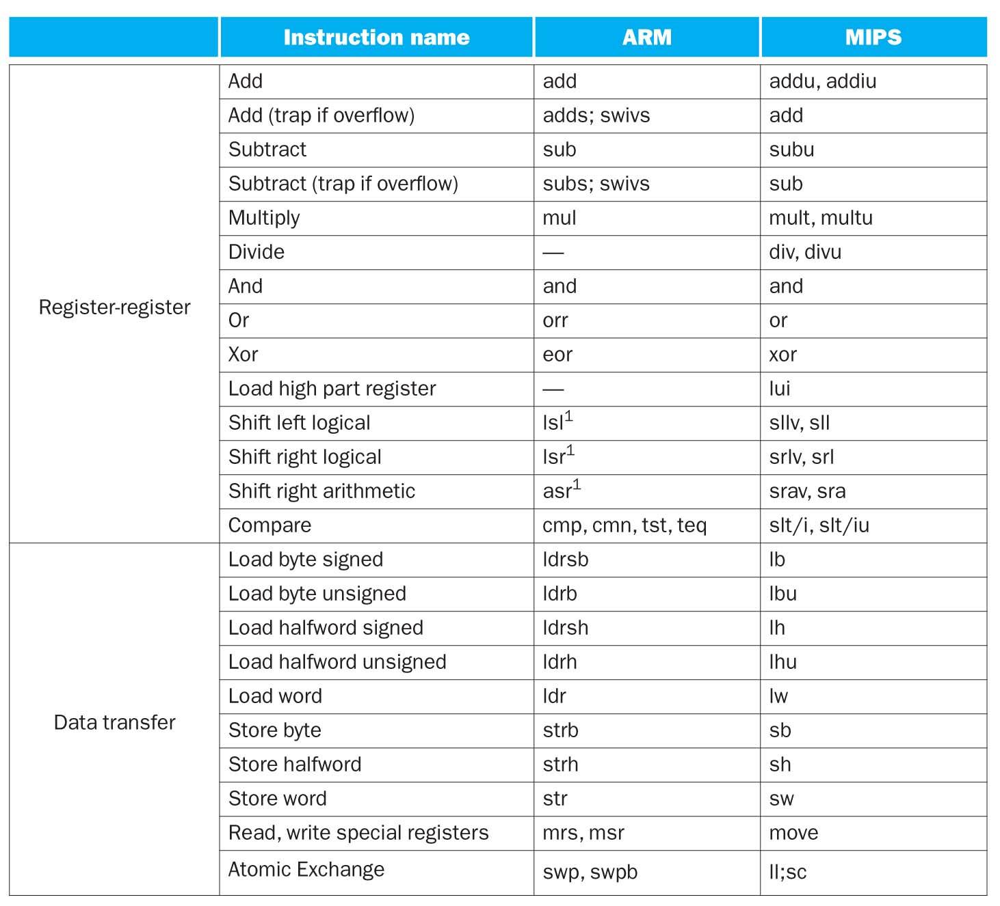 Instruction name ARM MIPS
Register-register
Add add addu, addiu
Add (trap if overflow) adds; swivs add
Subtract sub subu
Subtract (trap if overflow) subs; swivs sub
Multiply mul mult, multu
Divide — div, divu
And and and
Or orr or
Xor eor xor
Load high part register — lui
Shift left logical lsl¹ sllv, sll
Shift right logical lsr¹ srlv, srl
Shift right arithmetic asr¹ srav, sra
Compare cmp, cmn, tst, teq slt/i, slt/iu
Data transfer
Load byte signed ldrsb lb
Load byte unsigned ldrb lbu
Load halfword signed ldrsh lh
Load halfword unsigned ldrh lhu
Load word ldr lw
Store byte strb sb
Store halfword strh sh
Store word str sw
Read, write special registers mrs, msr move
Atomic Exchange swp, swpb ll;sc